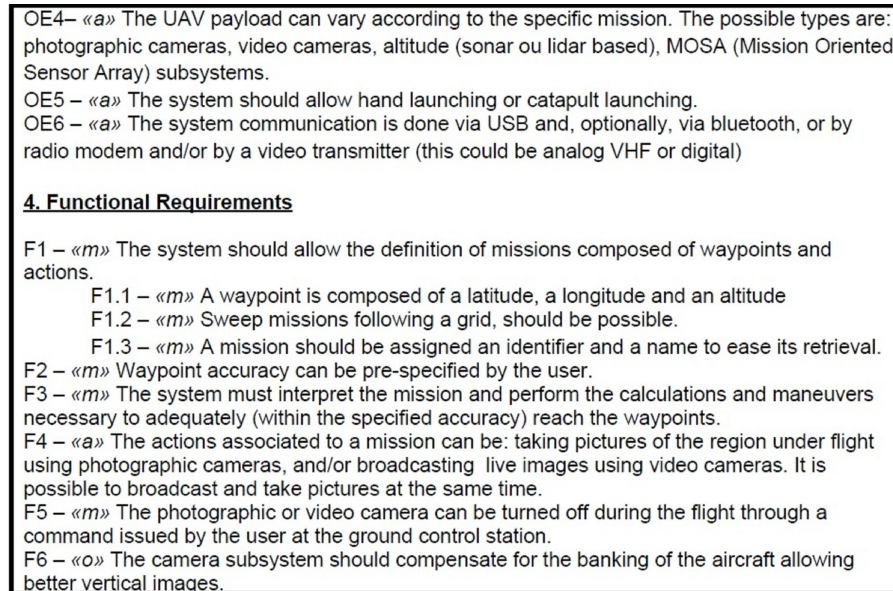 OE4– «a» The UAV payload can vary according to the specific mission. The possible types are:
photographic cameras, video cameras, altitude (sonar ou lidar based), MOSA (Mission Oriented
Sensor Array) subsystems.
OE5 – «a» The system should allow hand launching or catapult launching.
OE6 – «a» The system communication is done via USB and, optionally, via bluetooth, or by
radio modem and/or by a video transmitter (this could be analog VHF or digital)
4. Functional Requirements
F1 – «m» The system should allow the definition of missions composed of waypoints and
actions.
F1.1 – «m» A waypoint is composed of a latitude, a longitude and an altitude
F1.2 – «m» Sweep missions following a grid, should be possible.
F1.3 – «m» A mission should be assigned an identifier and a name to ease its retrieval.
F2 – «m» Waypoint accuracy can be pre-specified by the user.
F3 – «m» The system must interpret the mission and perform the calculations and maneuvers
necessary to adequately (within the specified accuracy) reach the waypoints.
F4 – «a» The actions associated to a mission can be: taking pictures of the region under flight
using photographic cameras, and/or broadcasting live images using video cameras. It is
possible to broadcast and take pictures at the same time.
F5 – «m» The photographic or video camera can be turned off during the flight through a
command issued by the user at the ground control station.
F6 – «o» The camera subsystem should compensate for the banking of the aircraft allowing
better vertical images.